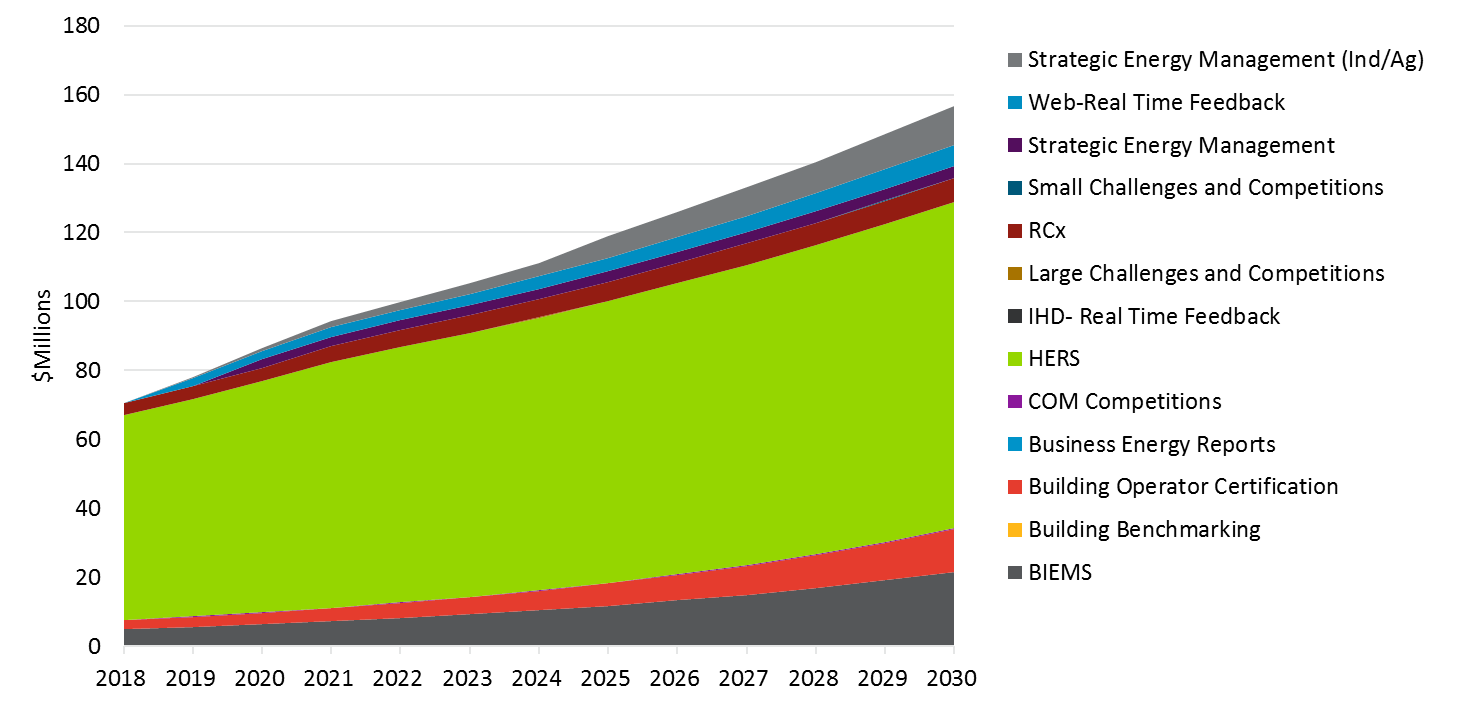 180
160
140
120
100
80
60
40
20
0
$Millions
2018 2019 2020 2021 2022 2023 2024 2025 2026 2027 2028 2029 2030
Strategic Energy Management (Ind/Ag)
Web-Real Time Feedback
Strategic Energy Management
Small Challenges and Competitions
RCx
Large Challenges and Competitions
IHD- Real Time Feedback
HERS
COM Competitions
Business Energy Reports
Building Operator Certification
Building Benchmarking
BIEMS